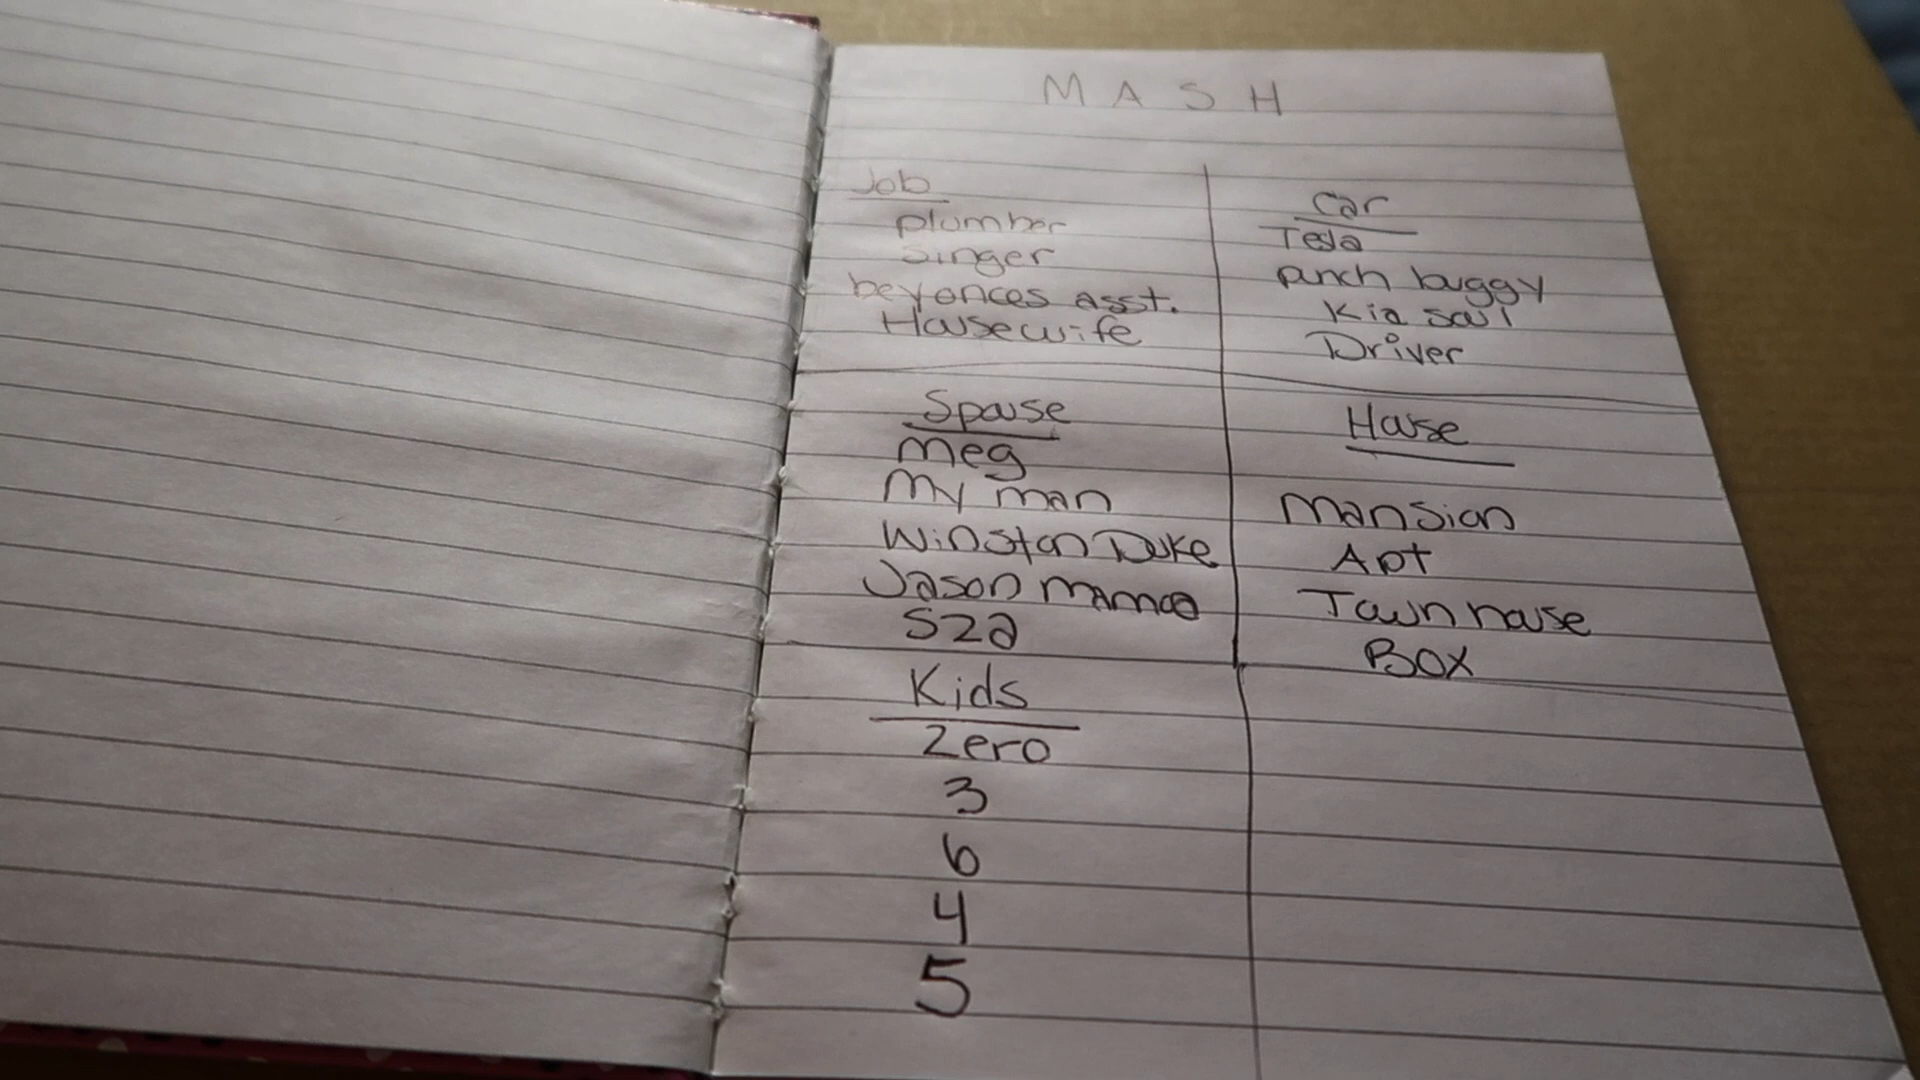 M A S H
Job
plumber
Singer
beyonces asst.
Housewife
Car
Tesla
punch buggy
Kia soul
Driver
Spouse
Meg
My man
Winston Duke
Jason mamoa
Sza
House
Mansion
Apt
Town house
Box
Kids
Zero
3
6
4
5